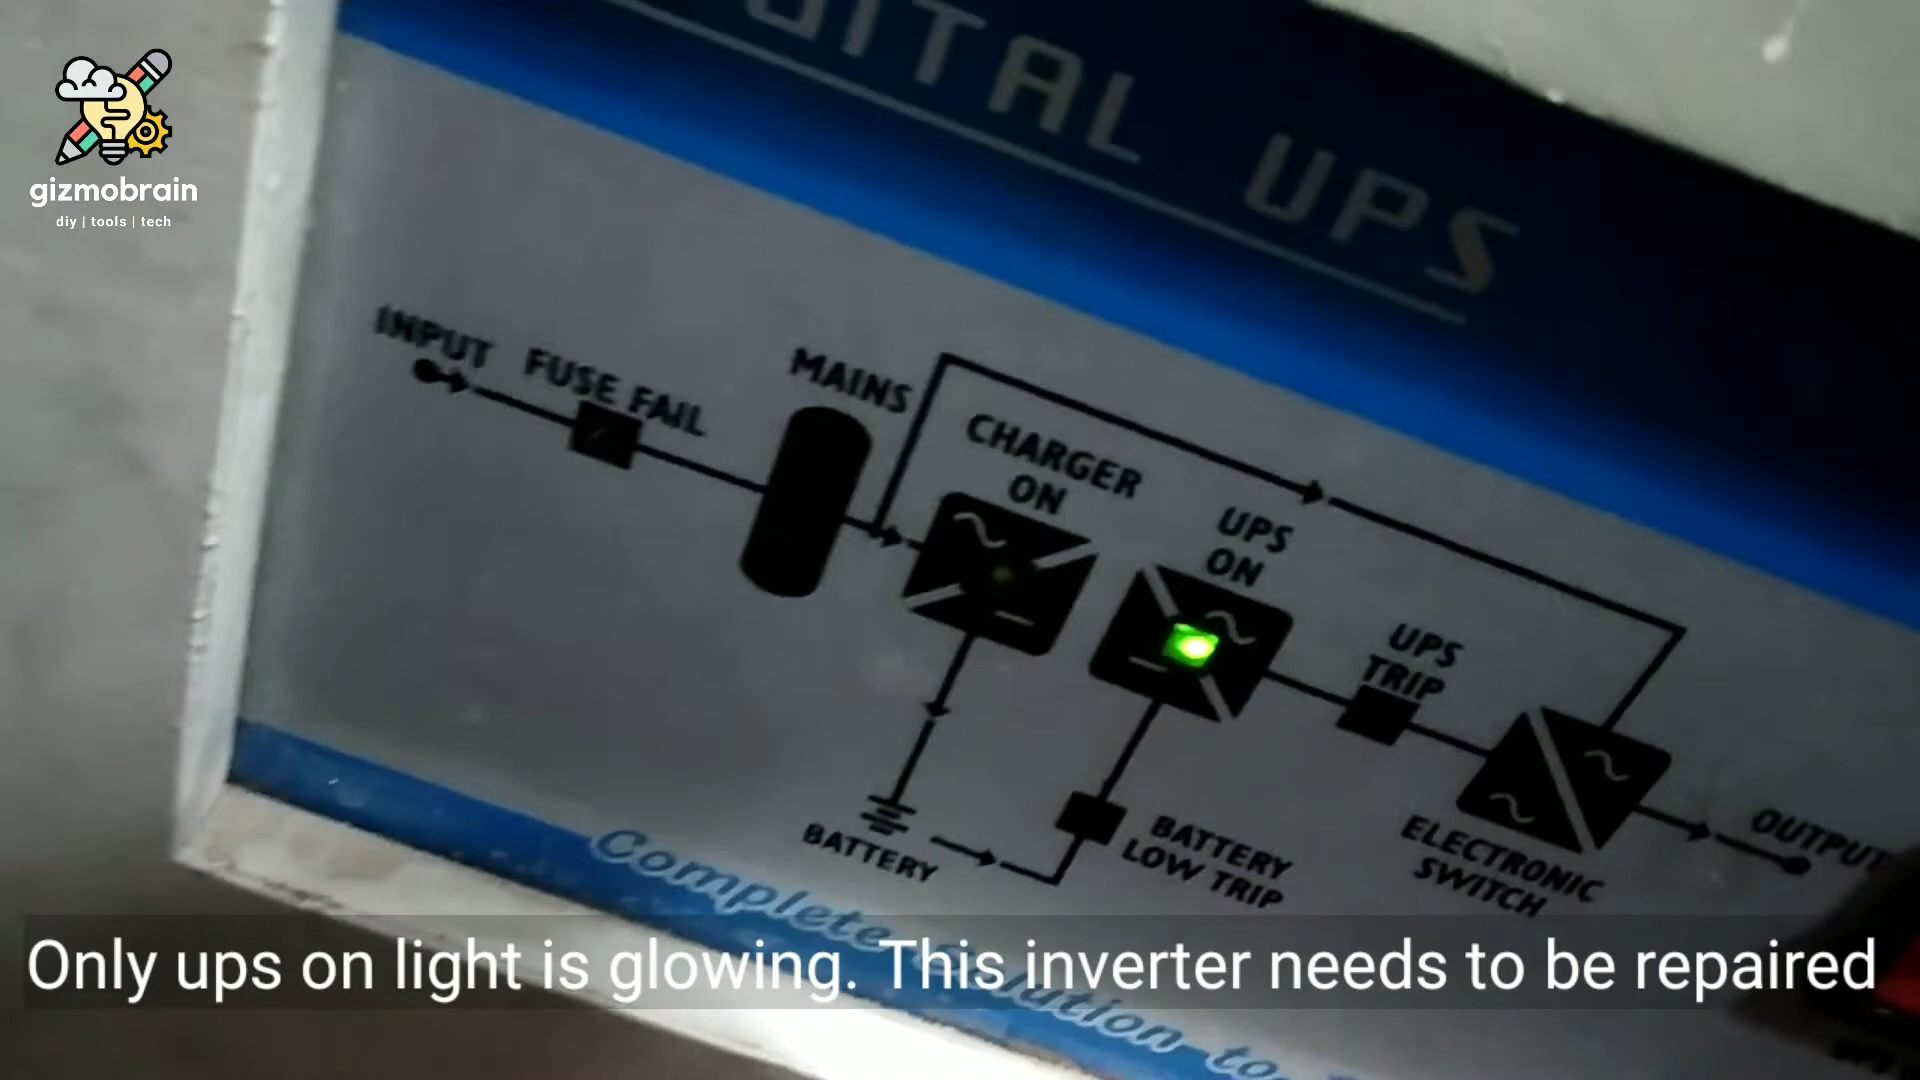 gizmobrain
diy | tools | tech
UPS
INPUT
FUSE FAIL
MAINS
CHARGER
ON
UPS
ON
UPS
TRIP
BATTERY
BATTERY
LOW TRIP
ELECTRONIC
SWITCH
OUTPUT
Complete
to
Only ups on light is glowing. This inverter needs to be repaired